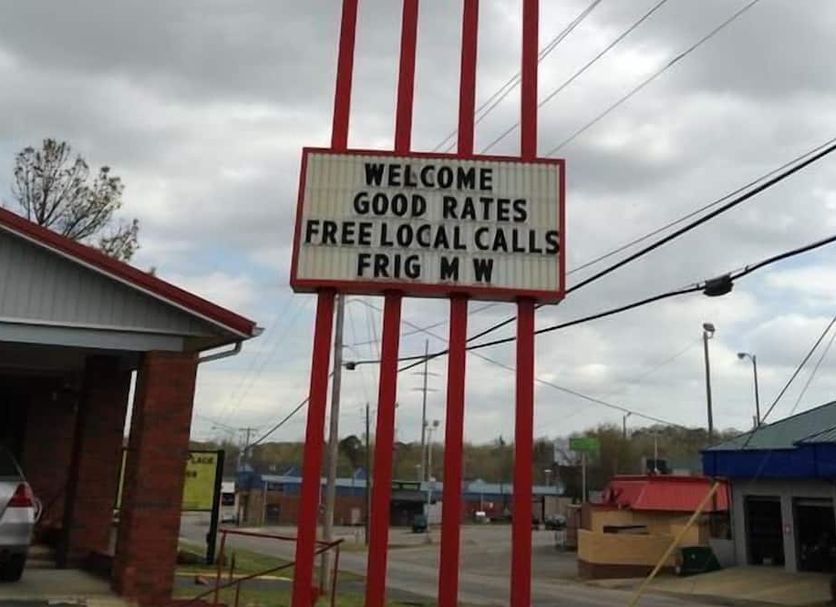 WELCOME
GOOD RATES
FREE LOCAL CALLS
FRIG M W